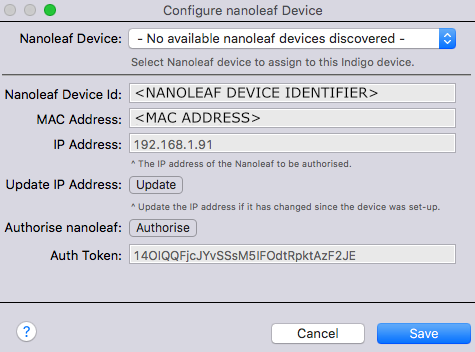 Configure nanoleaf Device
Nanoleaf Device: - No available nanoleaf devices discovered -
Select Nanoleaf device to assign to this Indigo device.
Nanoleaf Device Id: <NANOLEAF DEVICE IDENTIFIER>
MAC Address: <MAC ADDRESS>
IP Address: 192.168.1.91
^ The IP address of the Nanoleaf to be authorised.
Update IP Address: Update
^ Update the IP address if it has changed since the device was set-up.
Authorise nanoleaf: Authorise
Auth Token: 14OlQQFjcJYvSSsM5lFOdtRpktAzF2JE
? Cancel Save